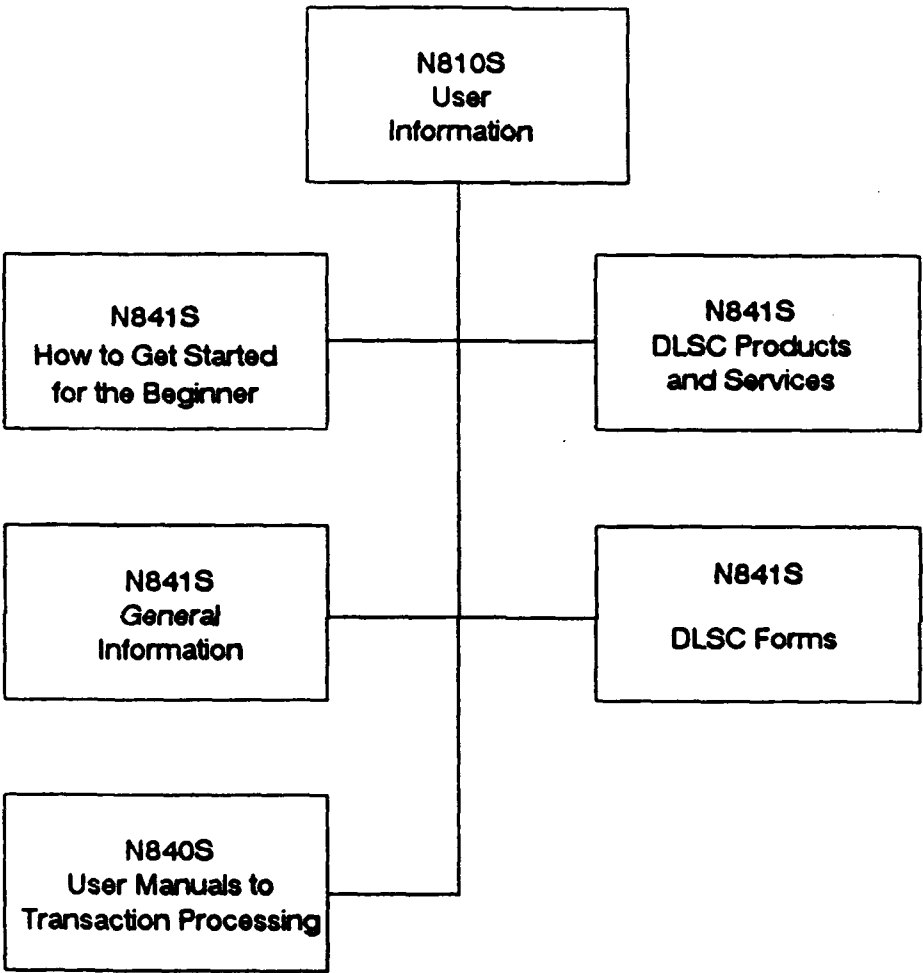 N810S
User
Information
N841S
How to Get Started
for the Beginner
N841S
DLSC Products
and Services
N841S
General
Information
N841S
DLSC Forms
N840S
User Manuals to
Transaction Processing